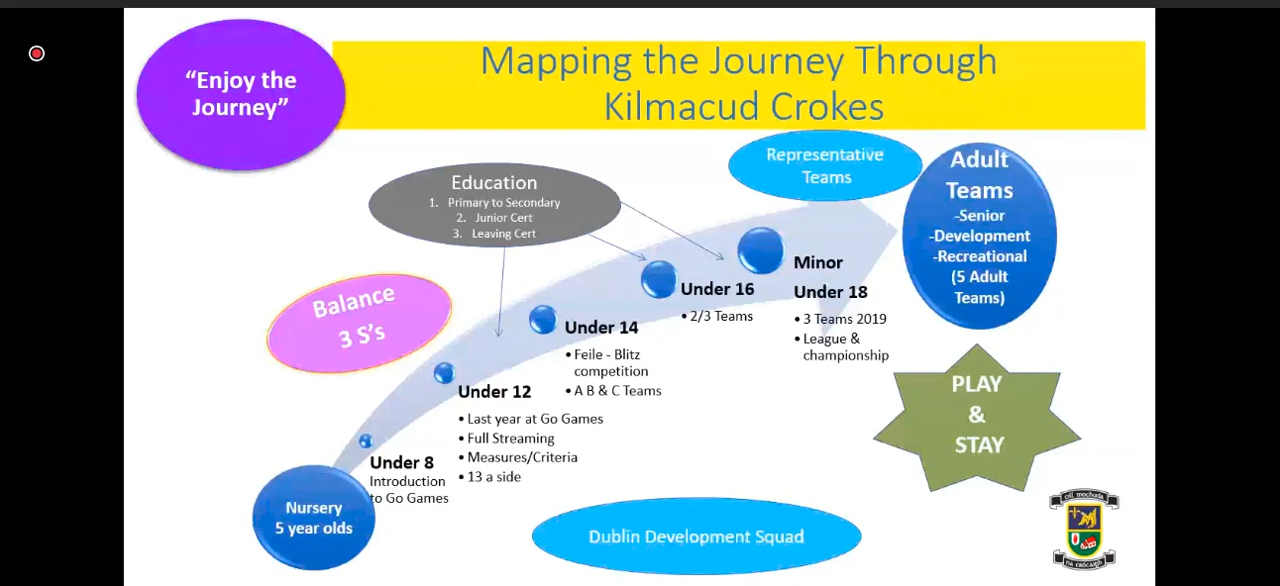 “Enjoy the
Journey”
Mapping the Journey Through
Kilmacud Crokes
Representative
Teams
Adult
Teams
-Senior
-Development
-Recreational
(5 Adult
Teams)
Education
1. Primary to Secondary
2. Junior Cert
3. Leaving Cert
Balance
3 S's
Minor
Under 18
• 3 Teams 2019
• League &
championship
Under 16
• 2/3 Teams
Under 14
• Feile - Blitz
competition
• A B & C Teams
Under 12
• Last year at Go Games
• Full Streaming
• Measures/Criteria
• 13 a side
Under 8
Introduction
to Go Games
Nursery
5 year olds
PLAY
&
STAY
Dublin Development Squad
cill mochuda
na crócaigh